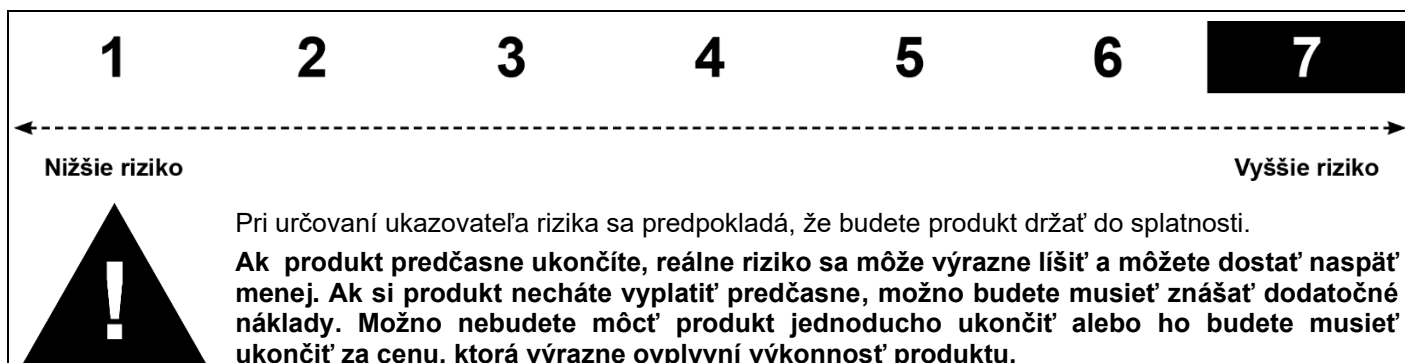 1 2 3 4 5 6 7
Nižšie riziko Vyššie riziko
!
Pri určovaní ukazovateľa rizika sa predpokladá, že budete produkt držať do splatnosti.
Ak produkt predčasne ukončíte, reálne riziko sa môže výrazne líšiť a môžete dostať naspäť
menej. Ak si produkt necháte vyplatiť predčasne, možno budete musieť znášať dodatočné
náklady. Možno nebudete môcť produkt jednoducho ukončiť alebo ho budete musieť
ukončiť za cenu, ktorá výrazne ovplyvní výkonnosť produktu.